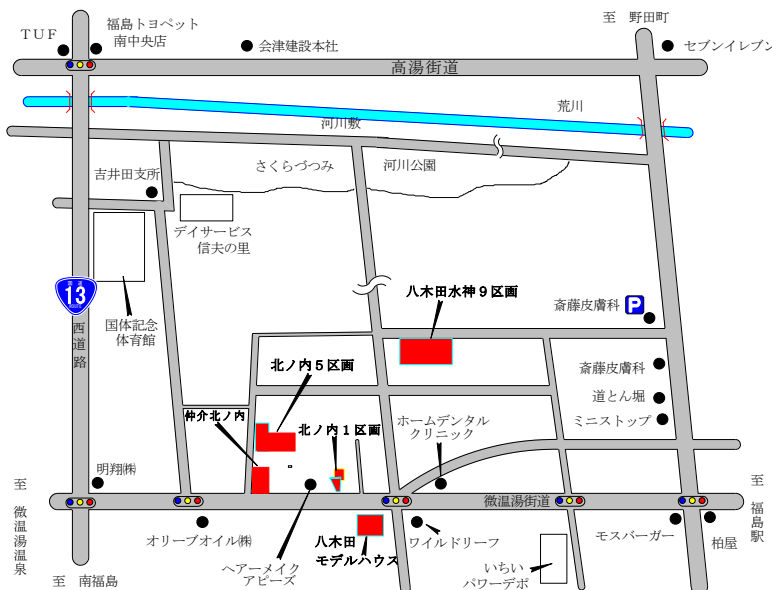 至 野田町
福島トヨペット
南中央店
TUF
会津建設本社
セブンイレブン
高湯街道
荒川
河川敷
さくらづつみ
河川公園
吉井田支所
デイサービス
信夫の里
国道
13
西道路
国体記念
体育館
八木田水神9区画
斎藤皮膚科
P
北ノ内5区画
斎藤皮膚科
道とん堀
ミニストップ
仲介北ノ内
北ノ内1区画
ホームデンタル
クリニック
明翔㈱
至 微温湯温泉
微温湯街道
至 福島駅
オリーブオイル㈱
ヘアーメイク
アピーズ
八木田
モデルハウス
ワイルドリーフ
モスバーガー
柏屋
いちい
パワーデポ
至 南福島